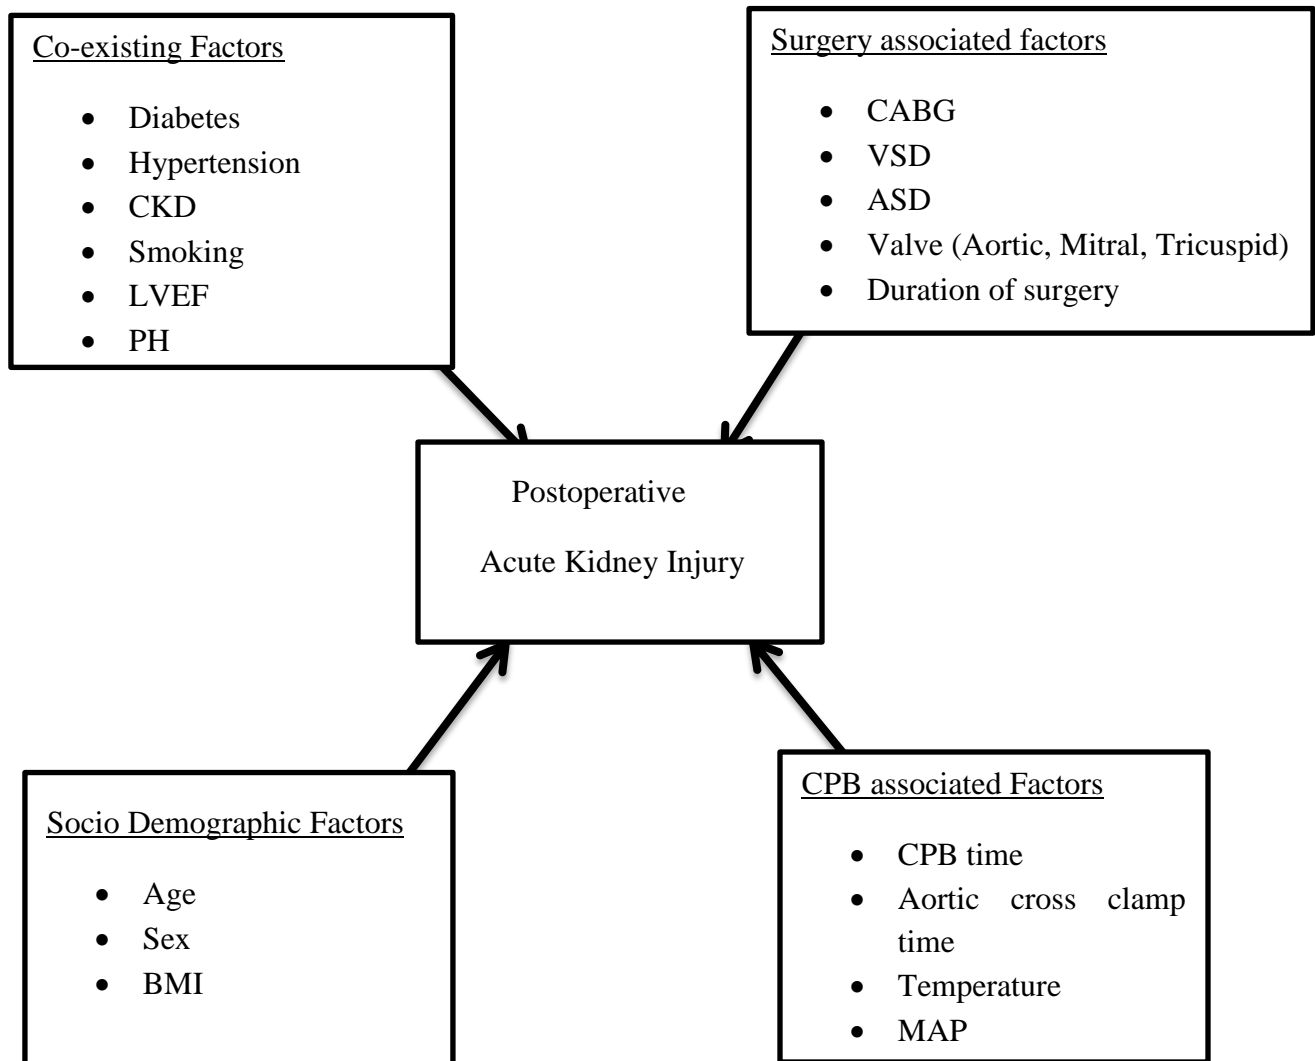 Co-existing Factors
• Diabetes
• Hypertension
• CKD
• Smoking
• LVEF
• PH
Surgery associated factors
• CABG
• VSD
• ASD
• Valve (Aortic, Mitral, Tricuspid)
• Duration of surgery
Postoperative
Acute Kidney Injury
Socio Demographic Factors
• Age
• Sex
• BMI
CPB associated Factors
• CPB time
• Aortic cross clamp
time
• Temperature
• MAP